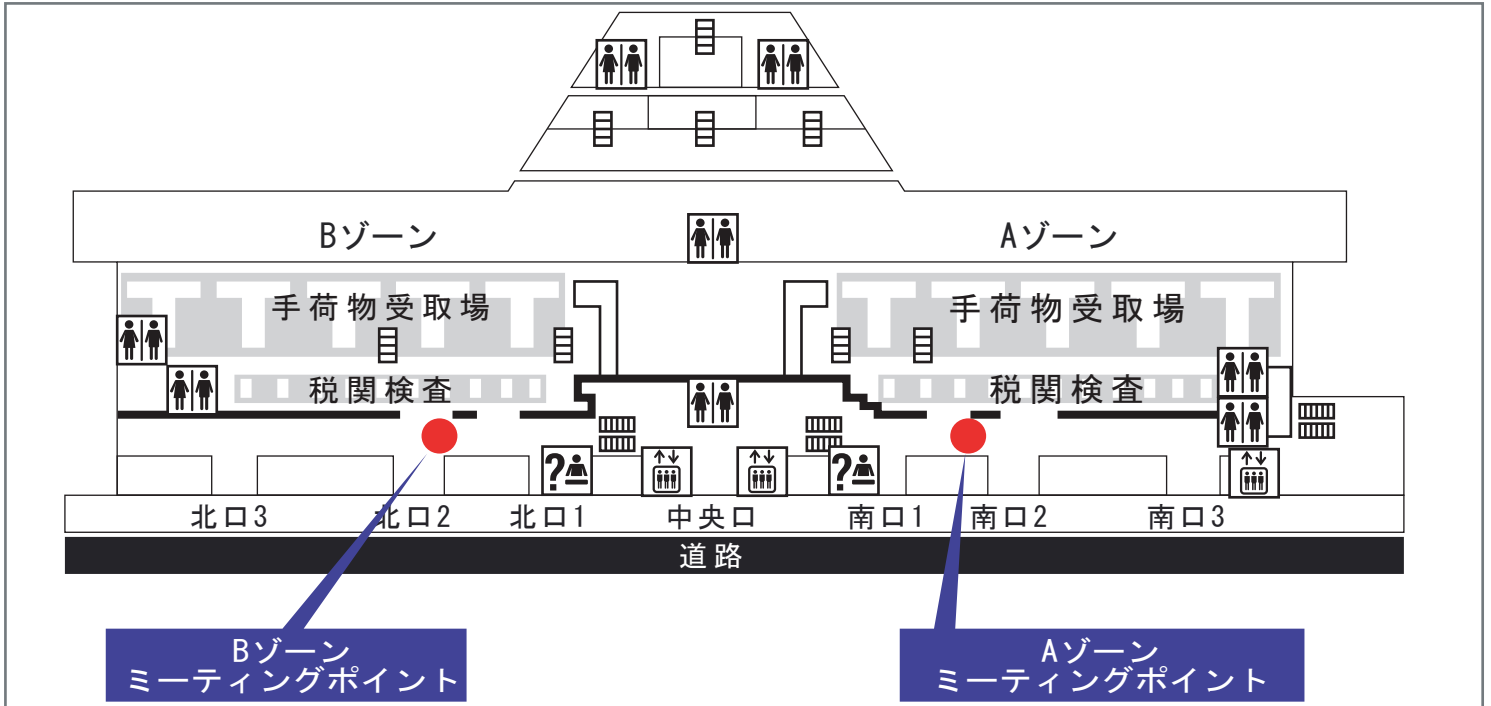 Bゾーン
Aゾーン
手荷物受取場
手荷物受取場
税関検査
税関検査
?
?
北口3
北口2
北口1
中央口
南口1
南口2
南口3
道路
Bゾーン
ミーティングポイント
Aゾーン
ミーティングポイント